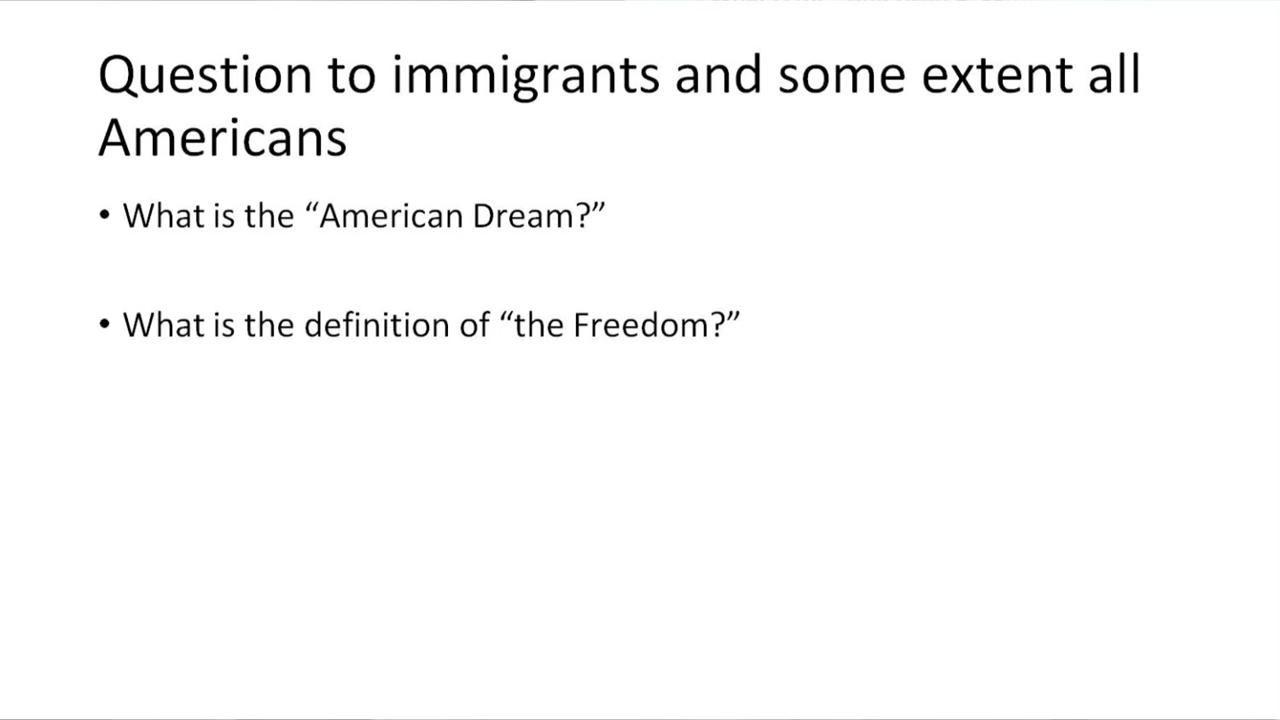 Question to immigrants and some extent all
Americans
• What is the “American Dream?”
• What is the definition of “the Freedom?”